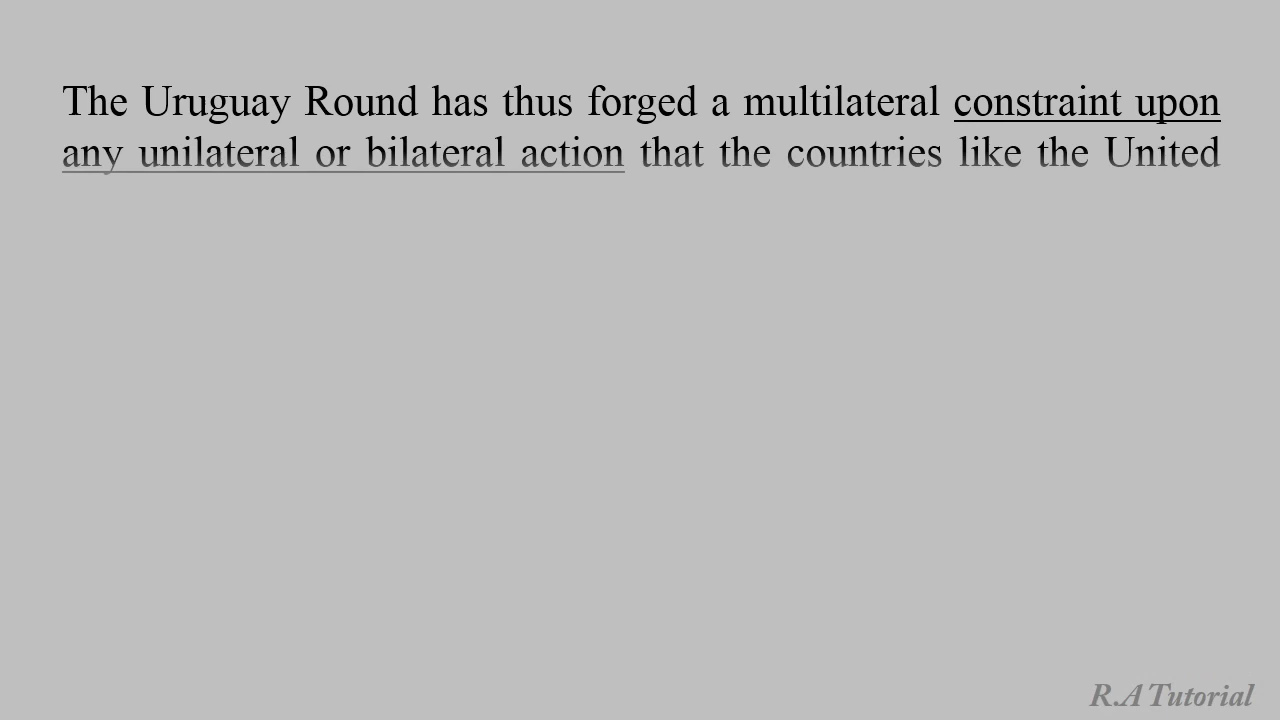 The Uruguay Round has thus forged a multilateral constraint upon
any unilateral or bilateral action that the countries like the United
R.A Tutorial